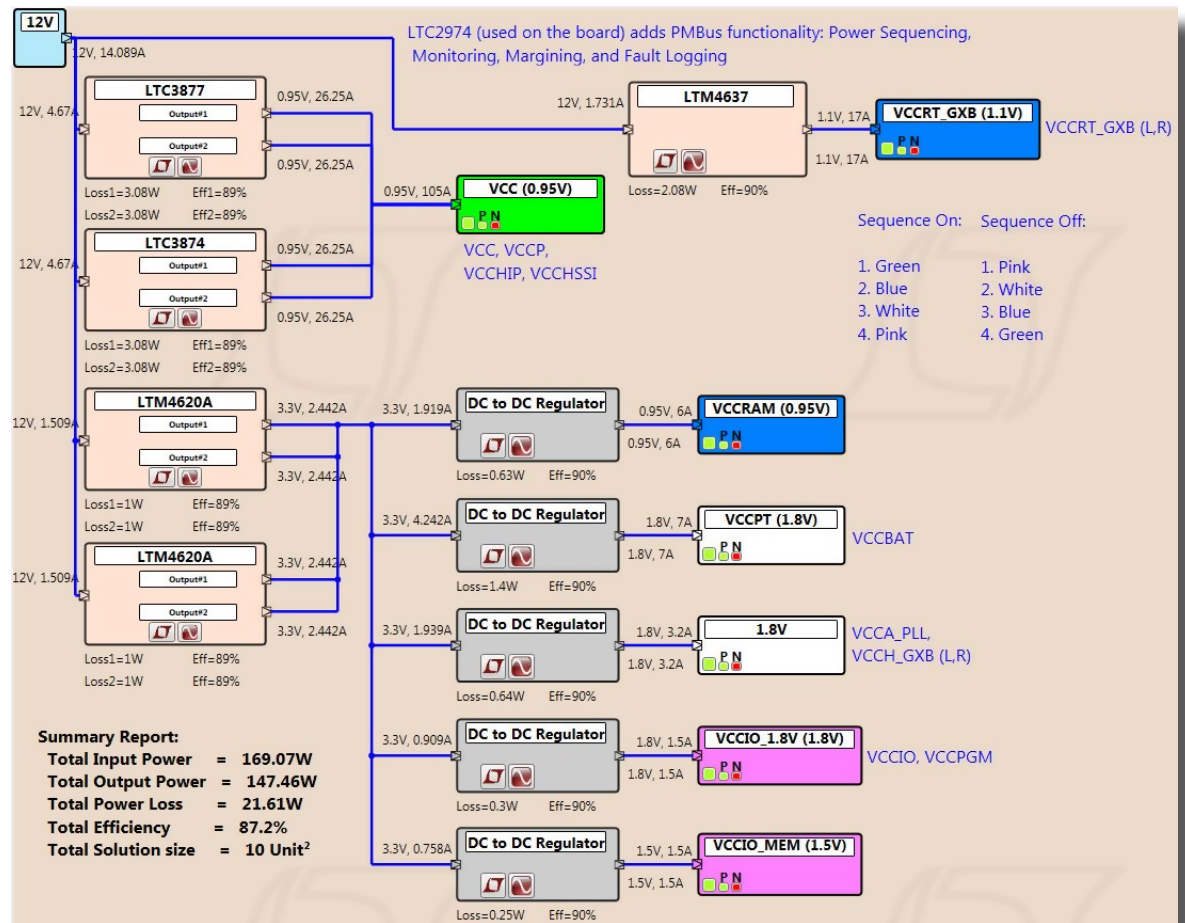 12V
12V, 14.089A
LTC2974 (used on the board) adds PMBus functionality: Power Sequencing,
Monitoring, Margining, and Fault Logging
12V, 4.67A
LTC3877
Output#1
Output#2
0.95V, 26.25A
0.95V, 26.25A
Loss1=3.08W Eff1=89%
Loss2=3.08W Eff2=89%
12V, 1.731A
LTM4637
Loss=2.08W Eff=90%
1.1V, 17A
1.1V, 17A
VCCRT_GXB (1.1V)
P N
VCCRT_GXB (L,R)
0.95V, 105A
VCC (0.95V)
P N
VCC, VCCP,
VCCHIP, VCCHSSI
Sequence On:
1. Green
2. Blue
3. White
4. Pink
Sequence Off:
1. Pink
2. White
3. Blue
4. Green
12V, 4.67A
LTC3874
Output#1
Output#2
0.95V, 26.25A
0.95V, 26.25A
Loss1=3.08W Eff1=89%
Loss2=3.08W Eff2=89%
12V, 1.509A
LTM4620A
Output#1
Output#2
3.3V, 2.442A
3.3V, 2.442A
Loss1=1W Eff=89%
Loss2=1W Eff=89%
12V, 1.509A
LTM4620A
Output#1
Output#2
3.3V, 2.442A
3.3V, 2.442A
Loss1=1W Eff=89%
Loss2=1W Eff=89%
3.3V, 1.919A
DC to DC Regulator
Loss=0.63W Eff=90%
0.95V, 6A
0.95V, 6A
VCCRAM (0.95V)
P N
3.3V, 4.242A
DC to DC Regulator
Loss=1.4W Eff=90%
1.8V, 7A
1.8V, 7A
VCCPT (1.8V)
P N
VCCBAT
3.3V, 1.939A
DC to DC Regulator
Loss=0.64W Eff=90%
1.8V, 3.2A
1.8V, 3.2A
1.8V
P N
VCCA_PLL,
VCCH_GXB (L,R)
3.3V, 0.909A
DC to DC Regulator
Loss=0.3W Eff=90%
1.8V, 1.5A
1.8V, 1.5A
VCCIO_1.8V (1.8V)
P N
VCCIO, VCCPGM
3.3V, 0.758A
DC to DC Regulator
Loss=0.25W Eff=90%
1.5V, 1.5A
1.5V, 1.5A
VCCIO_MEM (1.5V)
P N
Summary Report:
Total Input Power = 169.07W
Total Output Power = 147.46W
Total Power Loss = 21.61W
Total Efficiency = 87.2%
Total Solution size = 10 Unit²